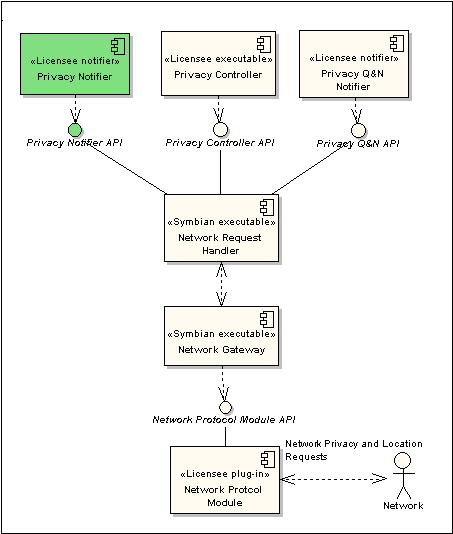 «Licensee notifier»
Privacy Notifier
«Licensee executable»
Privacy Controller
«Licensee notifier»
Privacy Q&N
Notifier
Privacy Notifier API
Privacy Controller API
Privacy Q&N API
«Symbian executable»
Network Request
Handler
«Symbian executable»
Network Gateway
Network Protocol Module API
Network Privacy and Location
Requests
«Licensee plug-in»
Network Protcol
Module
Network